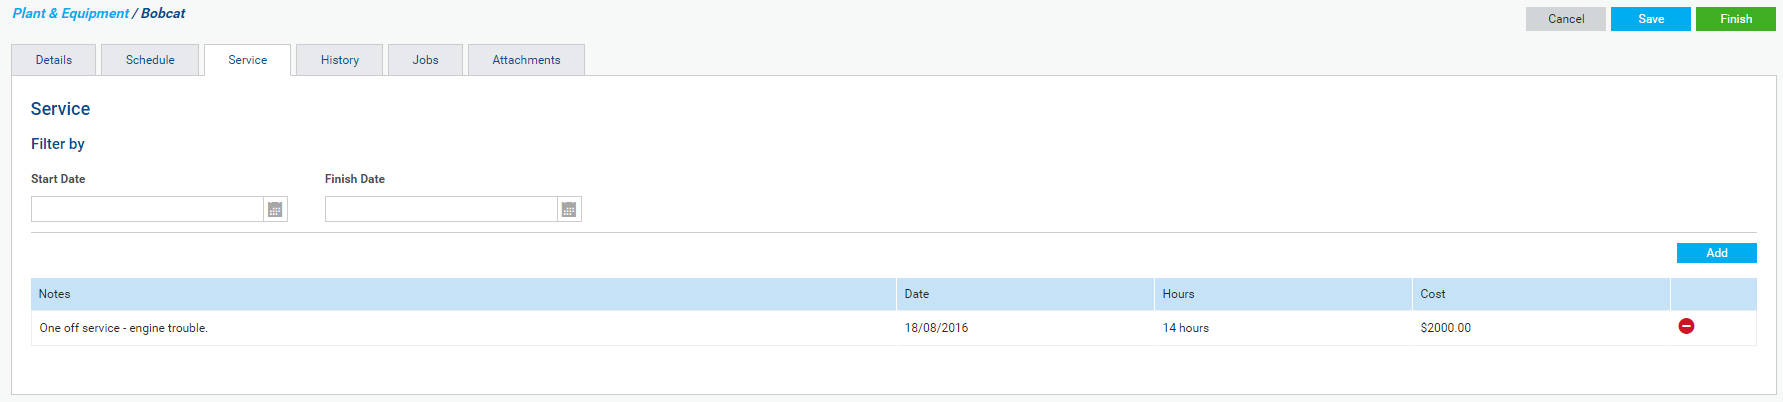 Plant & Equipment / Bobcat
Cancel Save Finish
Details Schedule Service History Jobs Attachments
Service
Filter by
Start Date Finish Date
Add
Notes Date Hours Cost
One off service - engine trouble. 18/08/2016 14 hours $2000.00